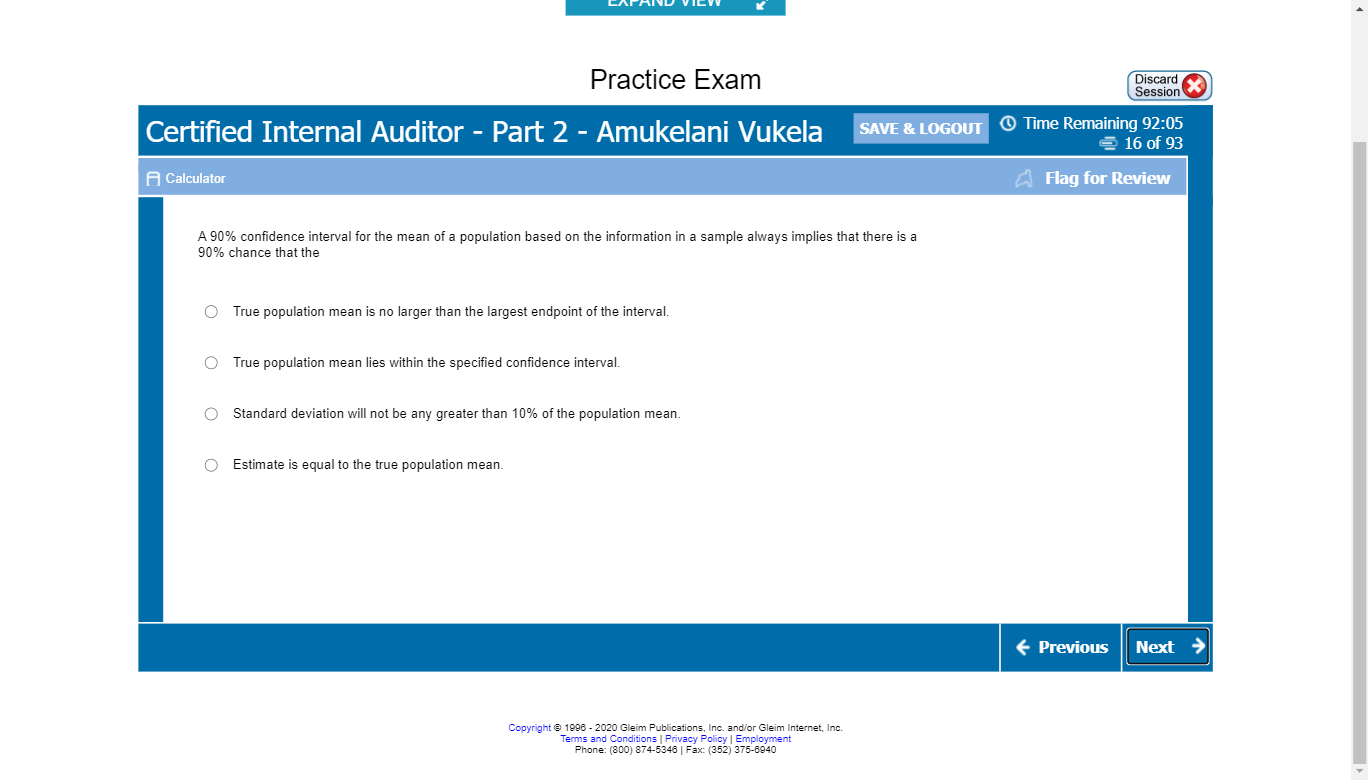 EXPAND VIEW
Practice Exam
Discard
Session
Certified Internal Auditor - Part 2 - Amukelani Vukela
SAVE & LOGOUT
Time Remaining 92:05
16 of 93
Calculator
Flag for Review
A 90% confidence interval for the mean of a population based on the information in a sample always implies that there is a
90% chance that the
True population mean is no larger than the largest endpoint of the interval.
True population mean lies within the specified confidence interval.
Standard deviation will not be any greater than 10% of the population mean.
Estimate is equal to the true population mean.
Previous
Next
Copyright © 1996 - 2020 Gleim Publications, Inc. and/or Gleim Internet, Inc.
Terms and Conditions | Privacy Policy | Employment
Phone: (800) 874-5346 | Fax: (352) 375-6940